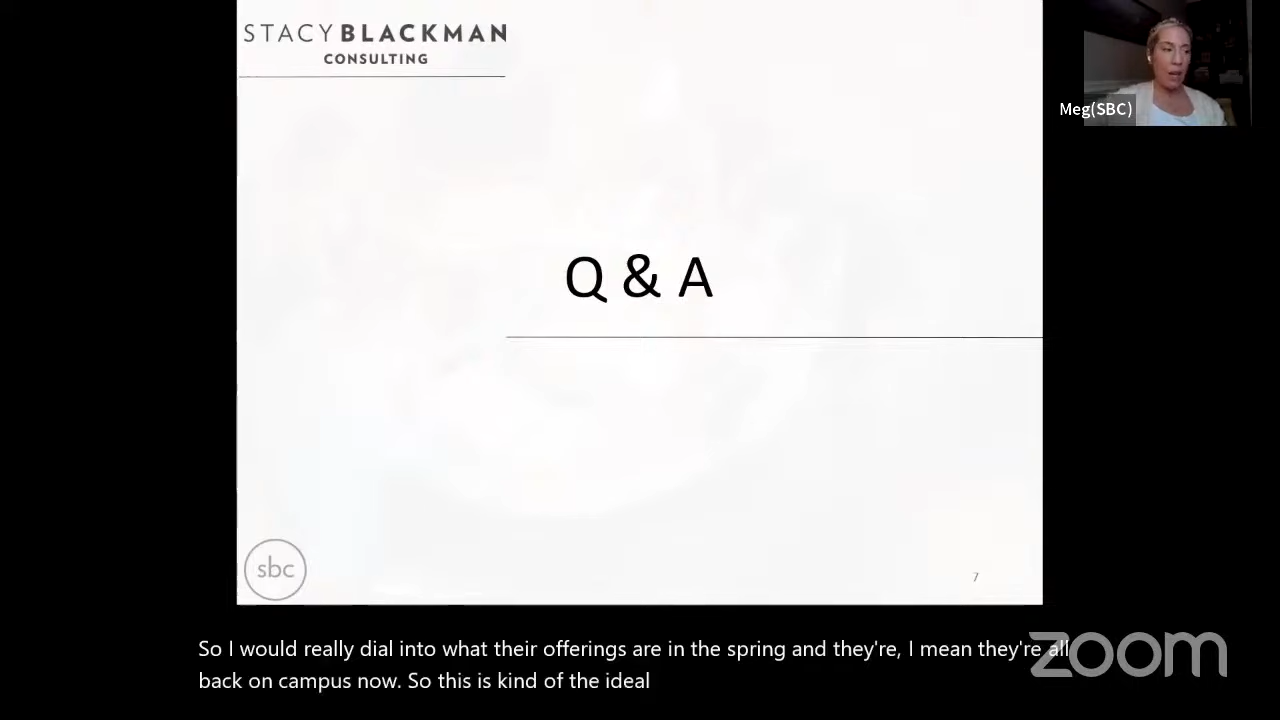 STACY BLACKMAN
CONSULTING
Meg(SBC)
Q & A
sbc
7
So I would really dial into what their offerings are in the spring and they're, I mean they're all
back on campus now. So this is kind of the ideal
zoom